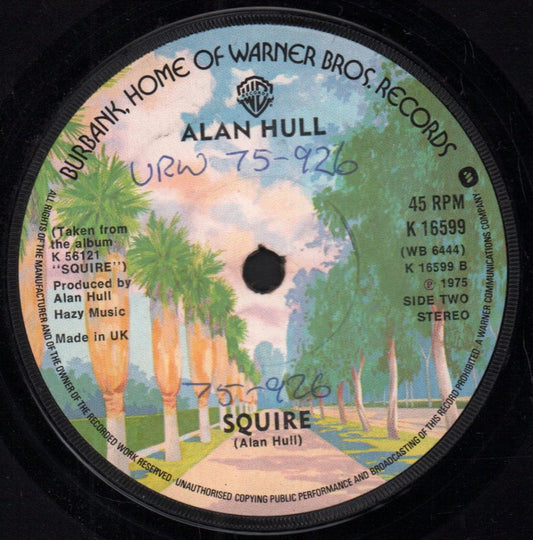 BURBANK, HOME OF WARNER BROS. RECORDS
ALAN HULL
URW 75-926
(Taken from
the album
K 56121
"SQUIRE")
Produced by
Alan Hull
Hazy Music
Made in UK
45 RPM
K 16599
(WB 6444)
K 16599 B
℗ 1975
SIDE TWO
STEREO
75-926
SQUIRE
(Alan Hull)
ALL RIGHTS OF THE MANUFACTURER AND OF THE OWNER OF THE RECORDED WORK RESERVED · UNAUTHORISED COPYING PUBLIC PERFORMANCE AND BROADCASTING OF THIS RECORD PROHIBITED · A WARNER COMMUNICATIONS COMPANY